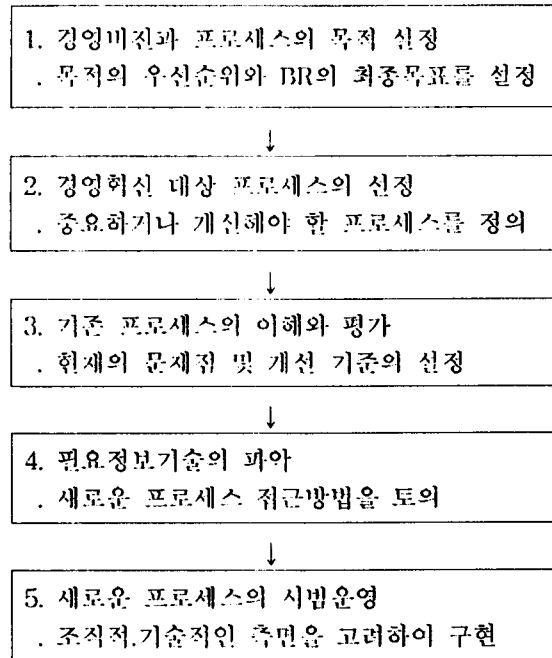 1. 경영비전과 프로세스의 목적 설정
. 목적의 우선순위와 BR의 최종목표를 설정
↓
2. 경영혁신 대상 프로세스의 선정
. 중요하거나 개선해야 할 프로세스를 정의
↓
3. 기존 프로세스의 이해와 평가
. 현재의 문제점 및 개선 기준의 설정
↓
4. 필요정보기술의 파악
. 새로운 프로세스 접근방법을 토의
↓
5. 새로운 프로세스의 시범운영
. 조직적.기술적인 측면을 고려하여 구현